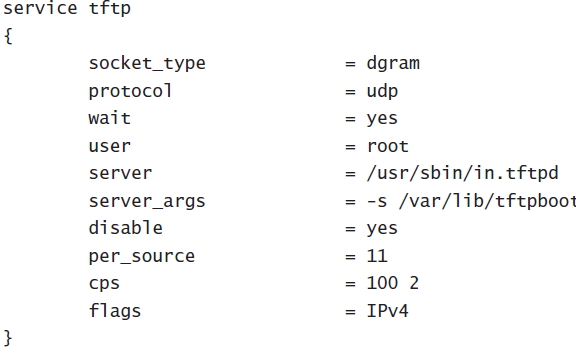 service tftp
{
socket_type = dgram
protocol = udp
wait = yes
user = root
server = /usr/sbin/in.tftpd
server_args = -s /var/lib/tftpboot
disable = yes
per_source = 11
cps = 100 2
flags = IPv4
}